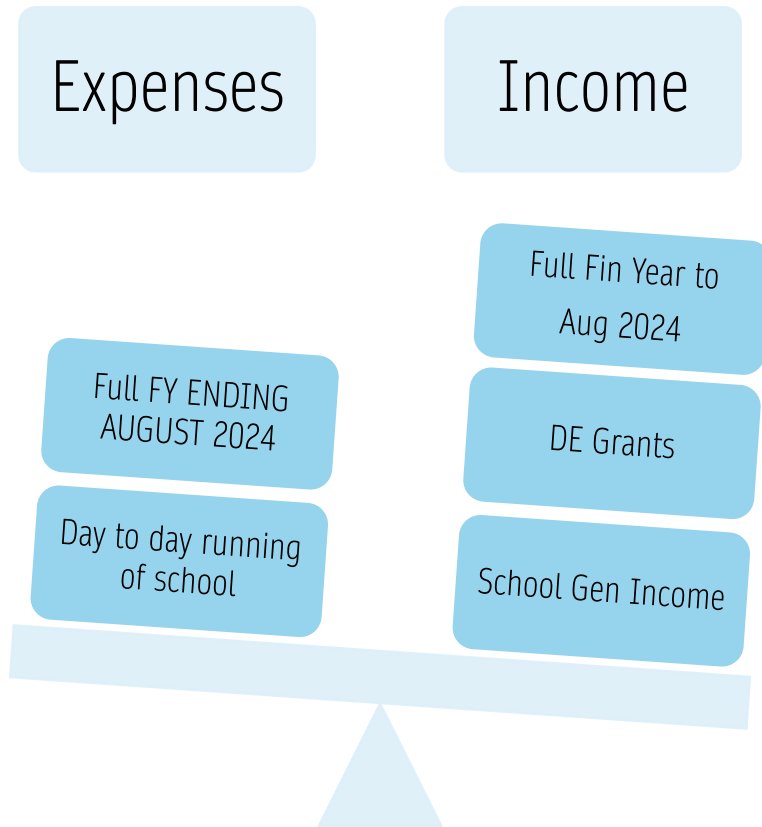 Expenses
Income
Full FY ENDING
AUGUST 2024
Day to day running
of school
Full Fin Year to
Aug 2024
DE Grants
School Gen Income